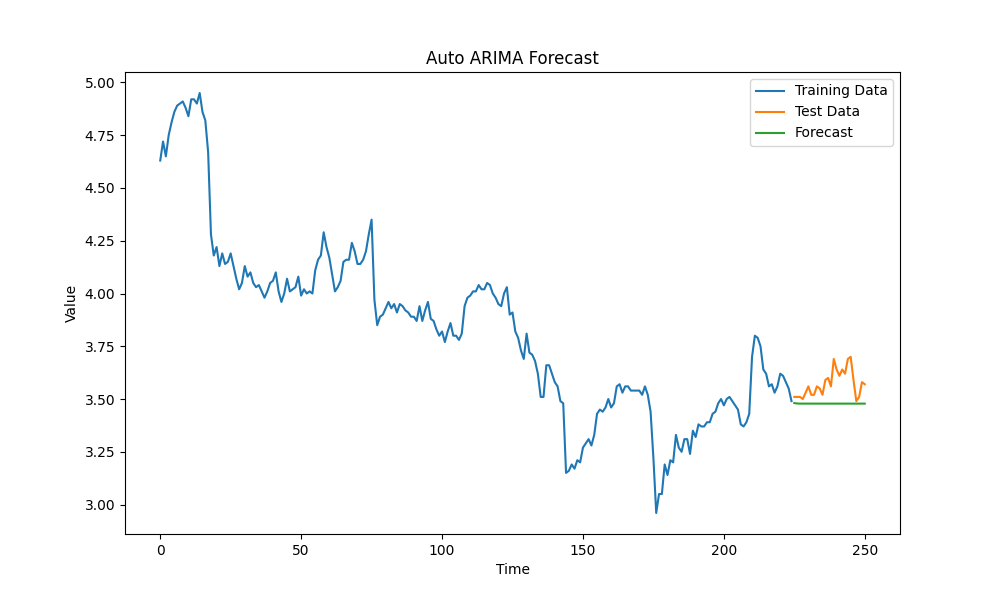 Auto ARIMA Forecast
Training Data
Test Data
Forecast
5.00
4.75
4.50
4.25
4.00
3.75
3.50
3.25
3.00
Value
0 50 100 150 200 250
Time